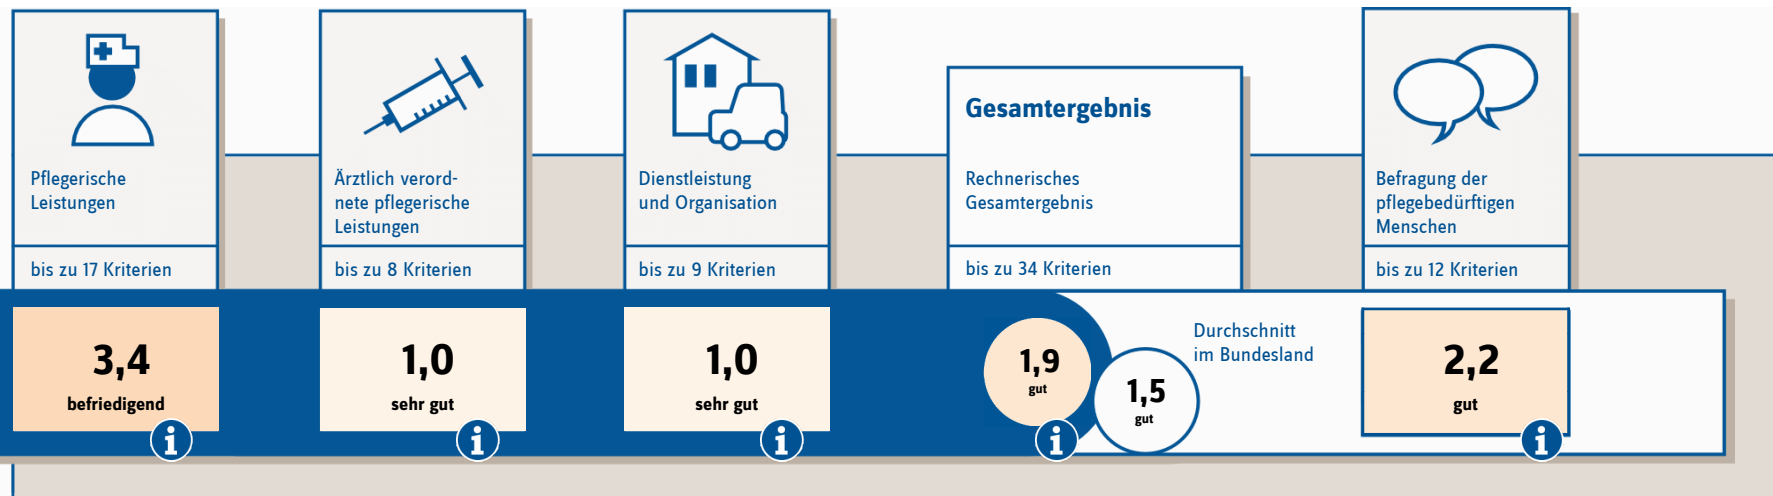 Pflegerische
Leistungen
bis zu 17 Kriterien
3,4
befriedigend
i
Ärztlich verord-
nete pflegerische
Leistungen
bis zu 8 Kriterien
1,0
sehr gut
i
Dienstleistung
und Organisation
bis zu 9 Kriterien
1,0
sehr gut
i
Gesamtergebnis
Rechnerisches
Gesamtergebnis
bis zu 34 Kriterien
1,9
gut
i
1,5
gut
Durchschnitt
im Bundesland
Befragung der
pflegebedürftigen
Menschen
bis zu 12 Kriterien
2,2
gut
i